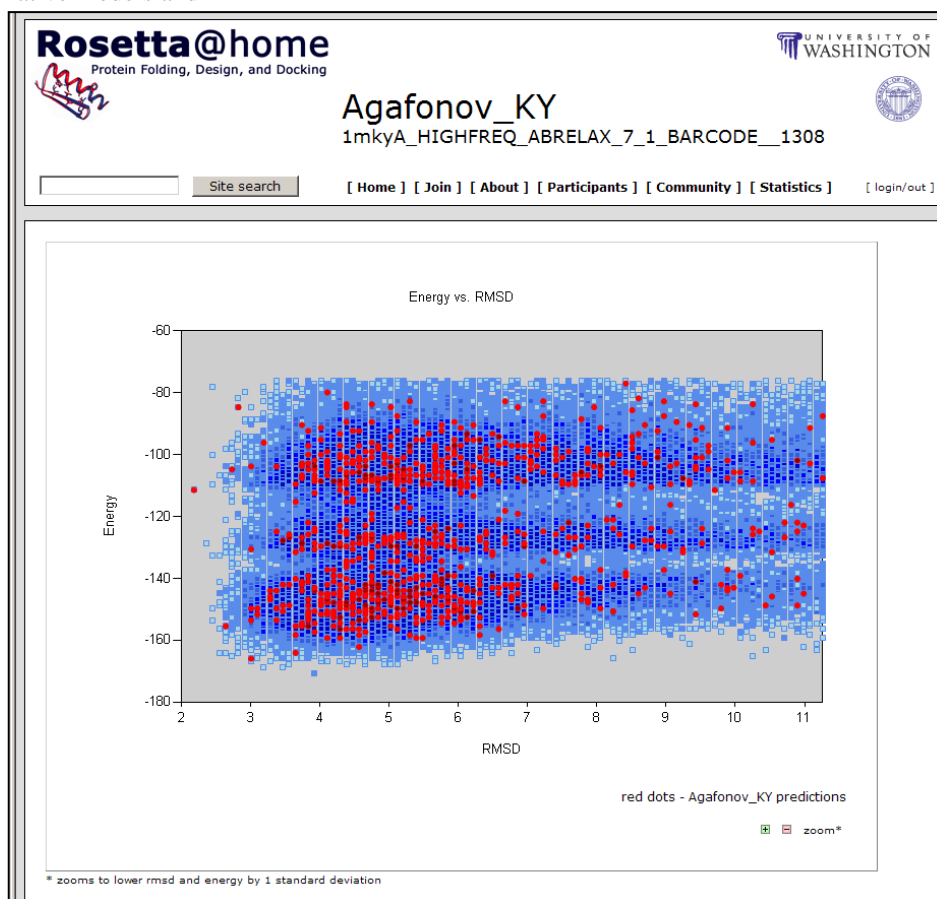 Rosetta@home
Protein Folding, Design, and Docking
UNIVERSITY OF
WASHINGTON
Agafonov_KY
1mkyA_HIGHFREQ_ABRELAX_7_1_BARCODE__1308
Site search
[ Home ] [ Join ] [ About ] [ Participants ] [ Community ] [ Statistics ]
[ login/out ]
Energy vs. RMSD
-60
-80
-100
-120
-140
-160
-180
Energy
2 3 4 5 6 7 8 9 10 11
RMSD
red dots - Agafonov_KY predictions
zoom*
* zooms to lower rmsd and energy by 1 standard deviation